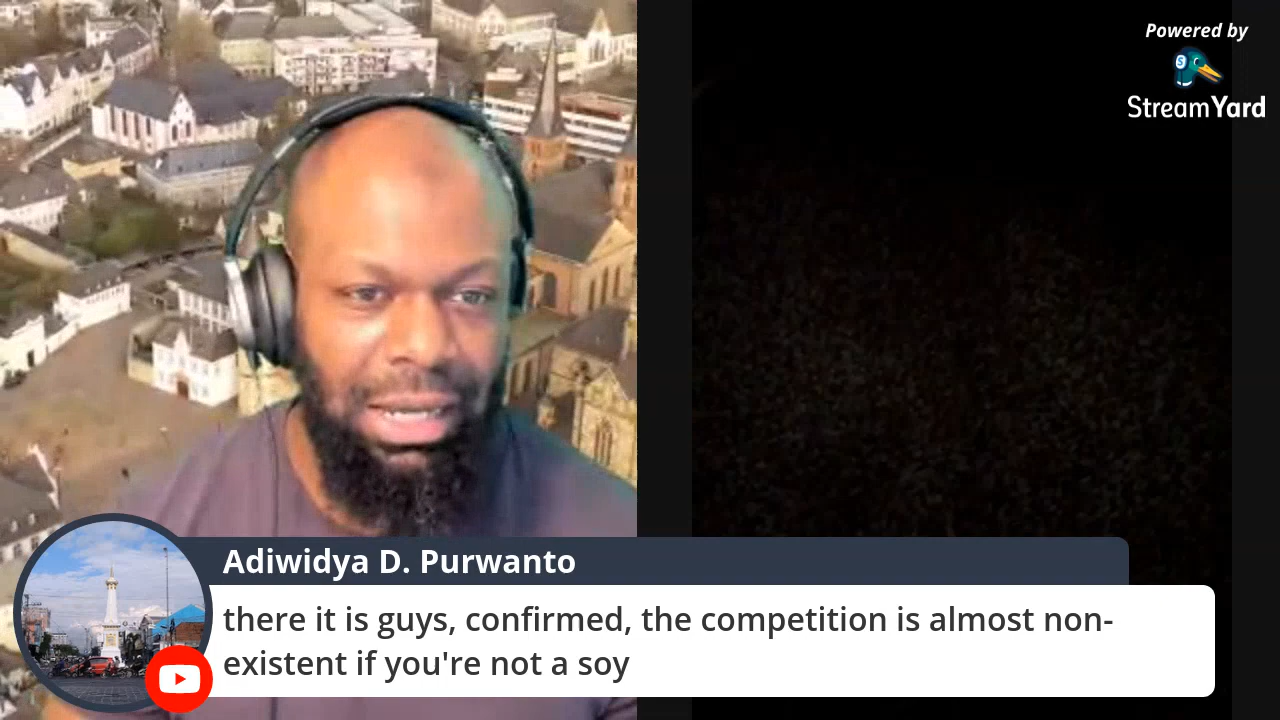 Powered by
StreamYard
Adiwidya D. Purwanto
there it is guys, confirmed, the competition is almost non-
existent if you're not a soy